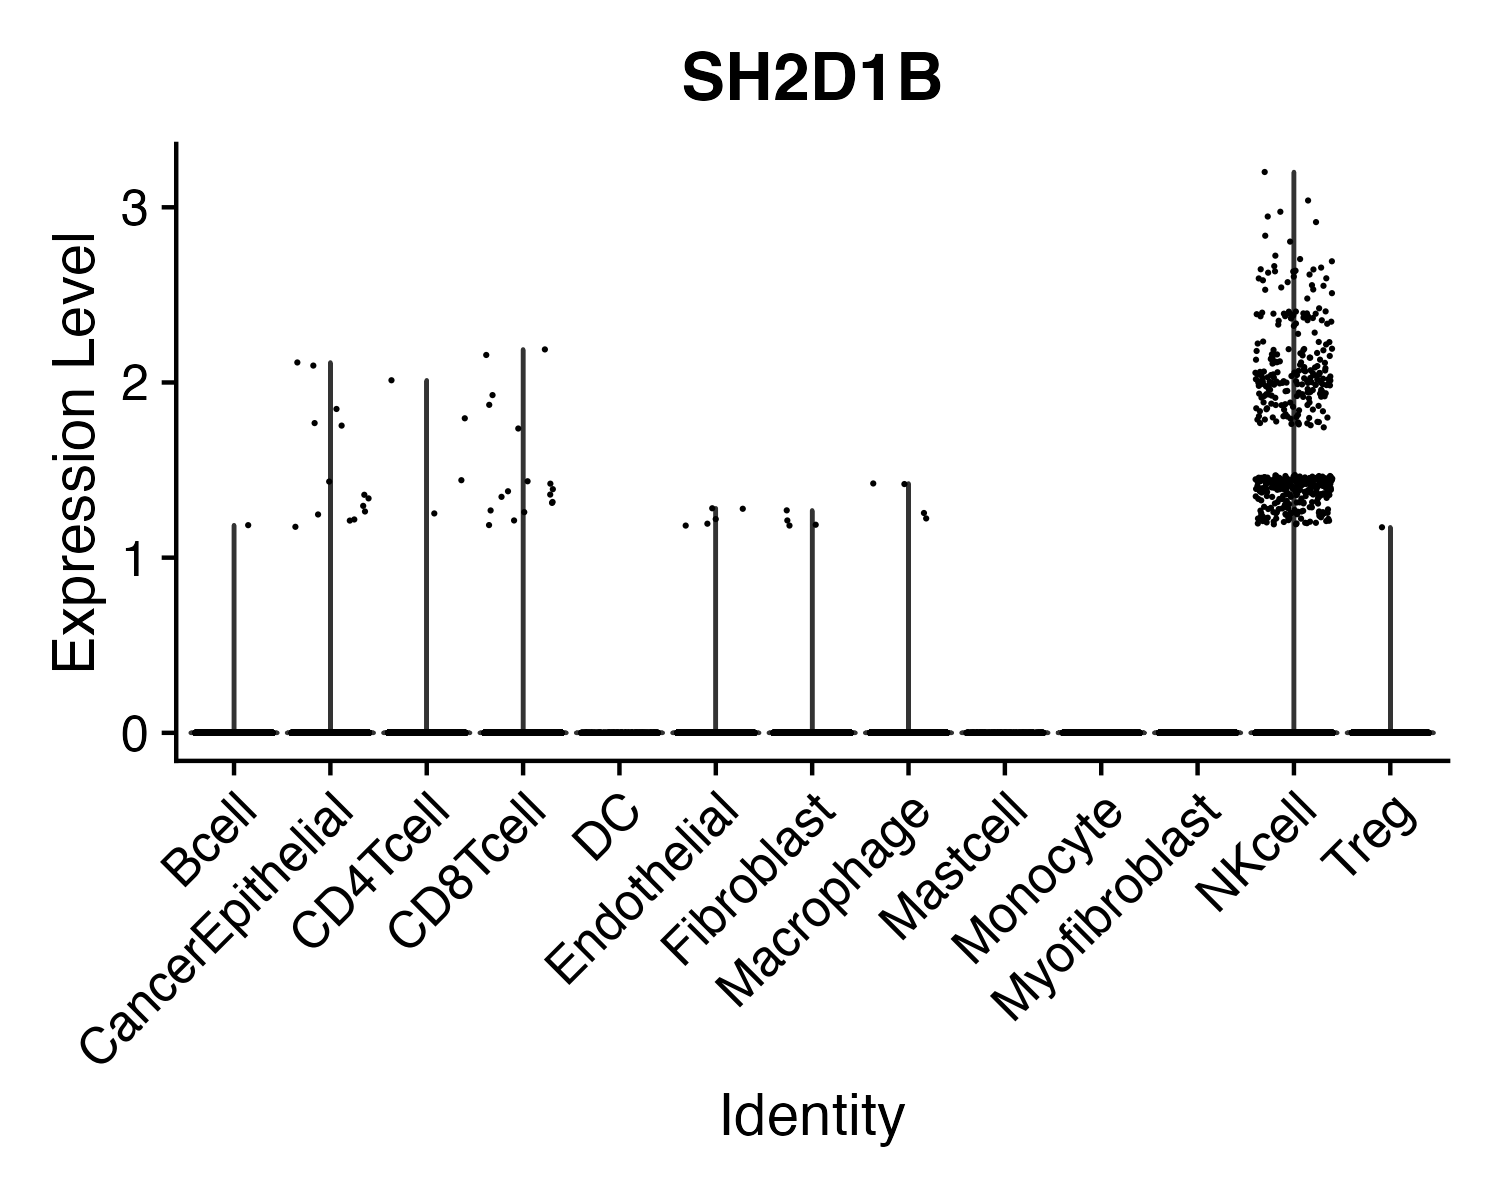 SH2D1B
Expression Level
3
2
1
0
Bcell
CancerEpithelial
CD4Tcell
CD8Tcell
DC
Endothelial
Fibroblast
Macrophage
Mastcell
Monocyte
Myofibroblast
NKcell
Treg
Identity